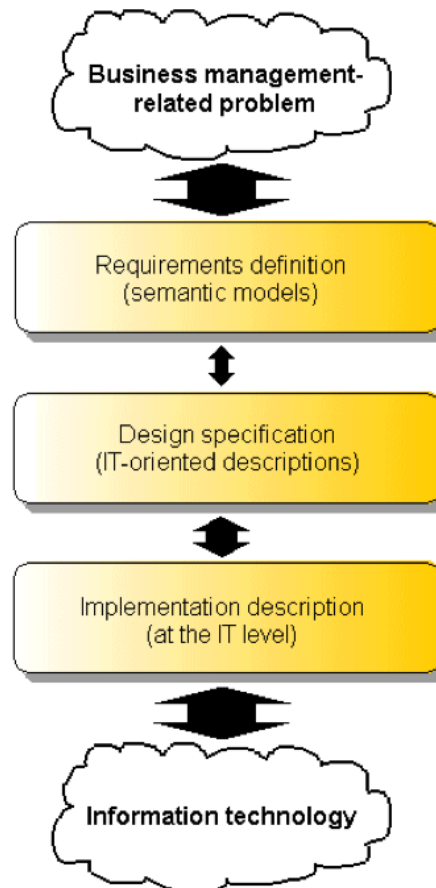 Business management-
related problem
Requirements definition
(semantic models)
Design specification
(IT-oriented descriptions)
Implementation description
(at the IT level)
Information technology